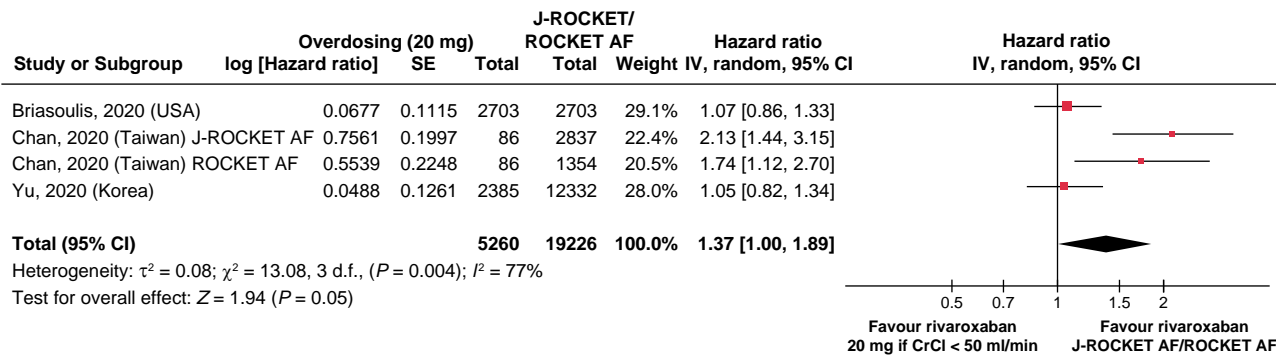 J-ROCKET/
Overdosing (20 mg) ROCKET AF Hazard ratio Hazard ratio
Study or Subgroup log [Hazard ratio] SE Total Total Weight IV, random, 95% CI IV, random, 95% CI
Briasoulis, 2020 (USA) 0.0677 0.1115 2703 2703 29.1% 1.07 [0.86, 1.33]
Chan, 2020 (Taiwan) J-ROCKET AF 0.7561 0.1997 86 2837 22.4% 2.13 [1.44, 3.15]
Chan, 2020 (Taiwan) ROCKET AF 0.5539 0.2248 86 1354 20.5% 1.74 [1.12, 2.70]
Yu, 2020 (Korea) 0.0488 0.1261 2385 12332 28.0% 1.05 [0.82, 1.34]
Total (95% CI) 5260 19226 100.0% 1.37 [1.00, 1.89]
Heterogeneity: τ² = 0.08; χ² = 13.08, 3 d.f., (P = 0.004); I² = 77%
Test for overall effect: Z = 1.94 (P = 0.05)
0.5 0.7 1 1.5 2
Favour rivaroxaban Favour rivaroxaban
20 mg if CrCl < 50 ml/min J-ROCKET AF/ROCKET AF